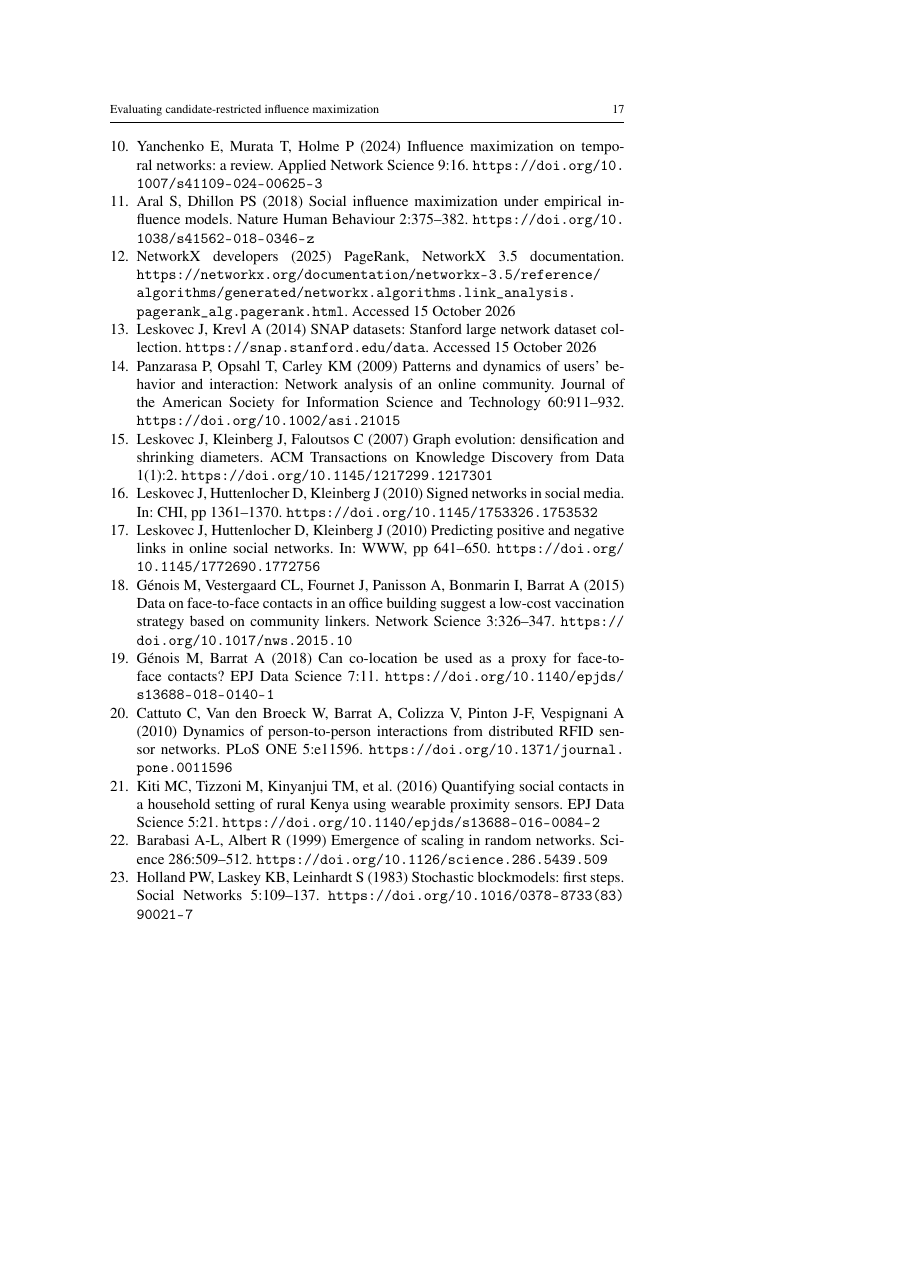 Evaluating candidate-restricted influence maximization 17
10. Yanchenko E, Murata T, Holme P (2024) Influence maximization on tempo-
ral networks: a review. Applied Network Science 9:16. https://doi.org/10.
1007/s41109-024-00625-3
11. Aral S, Dhillon PS (2018) Social influence maximization under empirical in-
fluence models. Nature Human Behaviour 2:375–382. https://doi.org/10.
1038/s41562-018-0346-z
12. NetworkX developers (2025) PageRank, NetworkX 3.5 documentation.
https://networkx.org/documentation/networkx-3.5/reference/
algorithms/generated/networkx.algorithms.link_analysis.
pagerank_alg.pagerank.html. Accessed 15 October 2026
13. Leskovec J, Krevl A (2014) SNAP datasets: Stanford large network dataset col-
lection. https://snap.stanford.edu/data. Accessed 15 October 2026
14. Panzarasa P, Opsahl T, Carley KM (2009) Patterns and dynamics of users’ be-
havior and interaction: Network analysis of an online community. Journal of
the American Society for Information Science and Technology 60:911–932.
https://doi.org/10.1002/asi.21015
15. Leskovec J, Kleinberg J, Faloutsos C (2007) Graph evolution: densification and
shrinking diameters. ACM Transactions on Knowledge Discovery from Data
1(1):2. https://doi.org/10.1145/1217299.1217301
16. Leskovec J, Huttenlocher D, Kleinberg J (2010) Signed networks in social media.
In: CHI, pp 1361–1370. https://doi.org/10.1145/1753326.1753532
17. Leskovec J, Huttenlocher D, Kleinberg J (2010) Predicting positive and negative
links in online social networks. In: WWW, pp 641–650. https://doi.org/
10.1145/1772690.1772756
18. Génois M, Vestergaard CL, Fournet J, Panisson A, Bonmarin I, Barrat A (2015)
Data on face-to-face contacts in an office building suggest a low-cost vaccination
strategy based on community linkers. Network Science 3:326–347. https://
doi.org/10.1017/nws.2015.10
19. Génois M, Barrat A (2018) Can co-location be used as a proxy for face-to-
face contacts? EPJ Data Science 7:11. https://doi.org/10.1140/epjds/
s13688-018-0140-1
20. Cattuto C, Van den Broeck W, Barrat A, Colizza V, Pinton J-F, Vespignani A
(2010) Dynamics of person-to-person interactions from distributed RFID sen-
sor networks. PLoS ONE 5:e11596. https://doi.org/10.1371/journal.
pone.0011596
21. Kiti MC, Tizzoni M, Kinyanjui TM, et al. (2016) Quantifying social contacts in
a household setting of rural Kenya using wearable proximity sensors. EPJ Data
Science 5:21. https://doi.org/10.1140/epjds/s13688-016-0084-2
22. Barabasi A-L, Albert R (1999) Emergence of scaling in random networks. Sci-
ence 286:509–512. https://doi.org/10.1126/science.286.5439.509
23. Holland PW, Laskey KB, Leinhardt S (1983) Stochastic blockmodels: first steps.
Social Networks 5:109–137. https://doi.org/10.1016/0378-8733(83)
90021-7